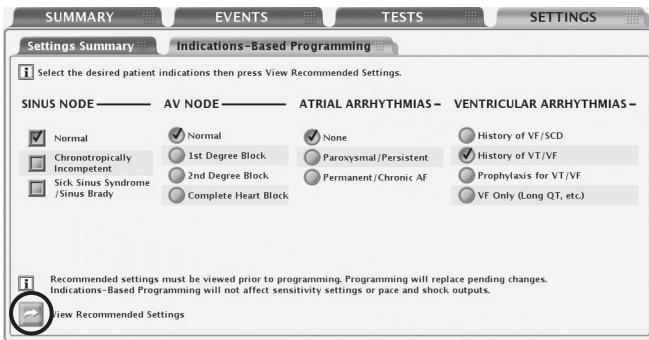 SUMMARY EVENTS TESTS SETTINGS
Settings Summary Indications-Based Programming
i Select the desired patient indications then press View Recommended Settings.
SINUS NODE AV NODE ATRIAL ARRHYTHMIAS VENTRICULAR ARRHYTHMIAS
Normal Normal None History of VF/SCD
Chronotropically
Incompetent
1st Degree Block Paroxysmal/Persistent History of VT/VF
Sick Sinus Syndrome
/Sinus Brady
2nd Degree Block Permanent/Chronic AF Prophylaxis for VT/VF
Complete Heart Block VF Only (Long QT, etc.)
i Recommended settings must be viewed prior to programming. Programming will replace pending changes.
Indications-Based Programming will not affect sensitivity settings or pace and shock outputs.
View Recommended Settings